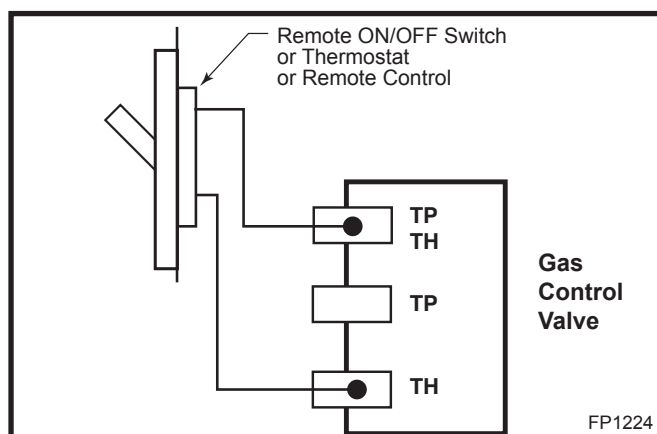 Remote ON/OFF Switch
or Thermostat
or Remote Control
TP
TH
TP
TH
Gas
Control
Valve
FP1224